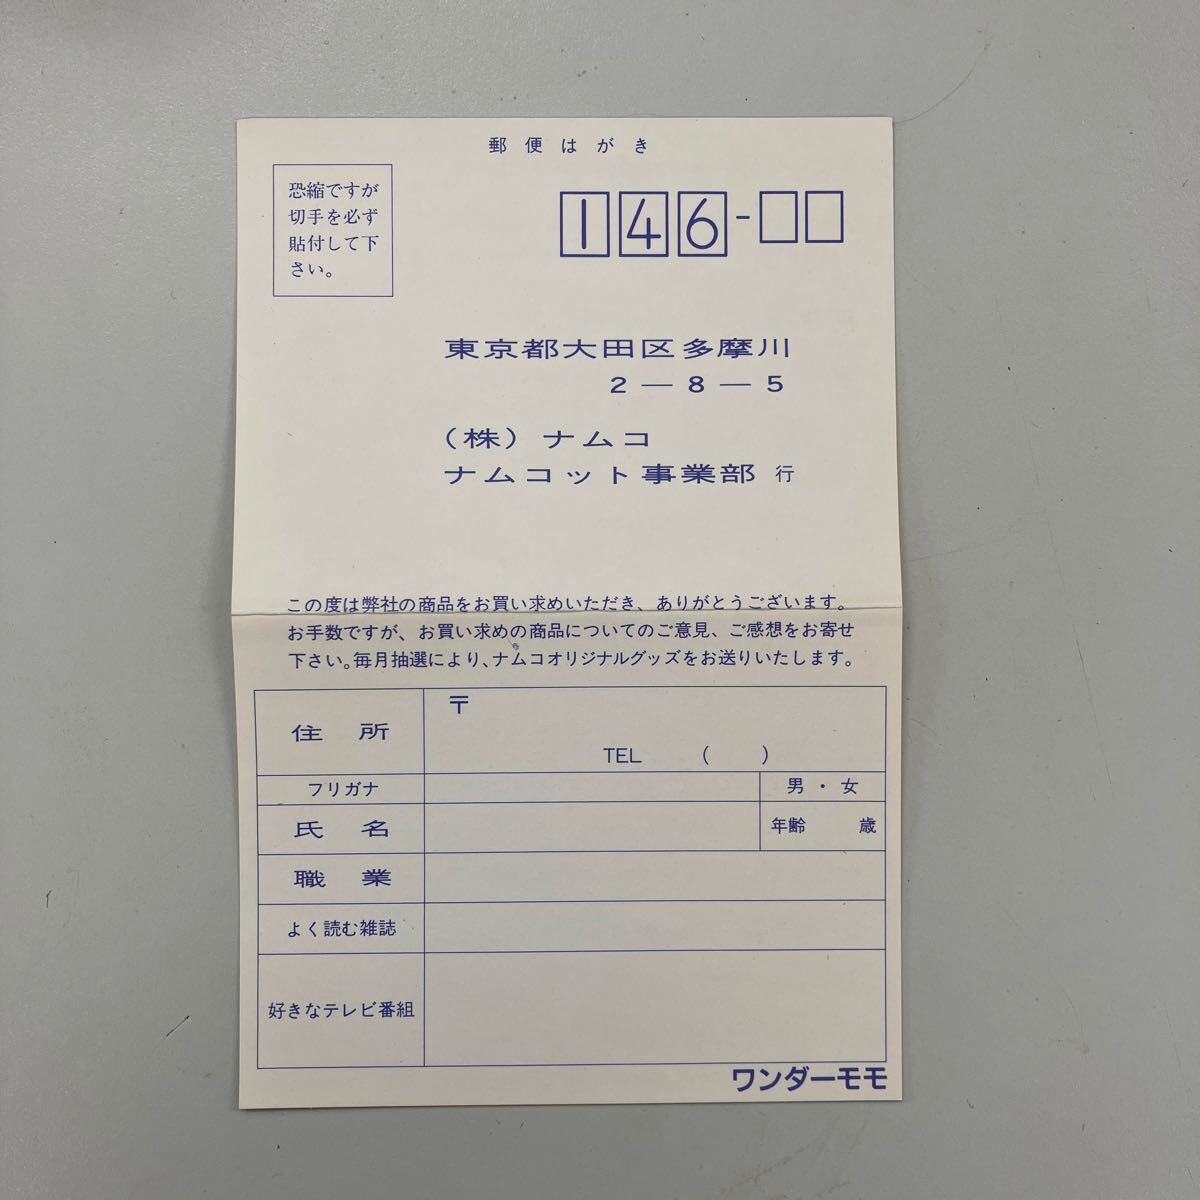 郵便はがき
恐縮ですが
切手を必ず
貼付して下
さい。
146-□□
東京都大田区多摩川
2－8－5
（株）ナムコ
ナムコット事業部 行
この度は弊社の商品をお買い求めいただき、ありがとうございます。
お手数ですが、お買い求めの商品についてのご意見、ご感想をお寄せ
下さい。毎月抽選により、ナムコオリジナルグッズをお送りいたします。
住所
〒
TEL （ ）
フリガナ
男・女
氏名
年齢 歳
職業
よく読む雑誌
好きなテレビ番組
ワンダーモモ